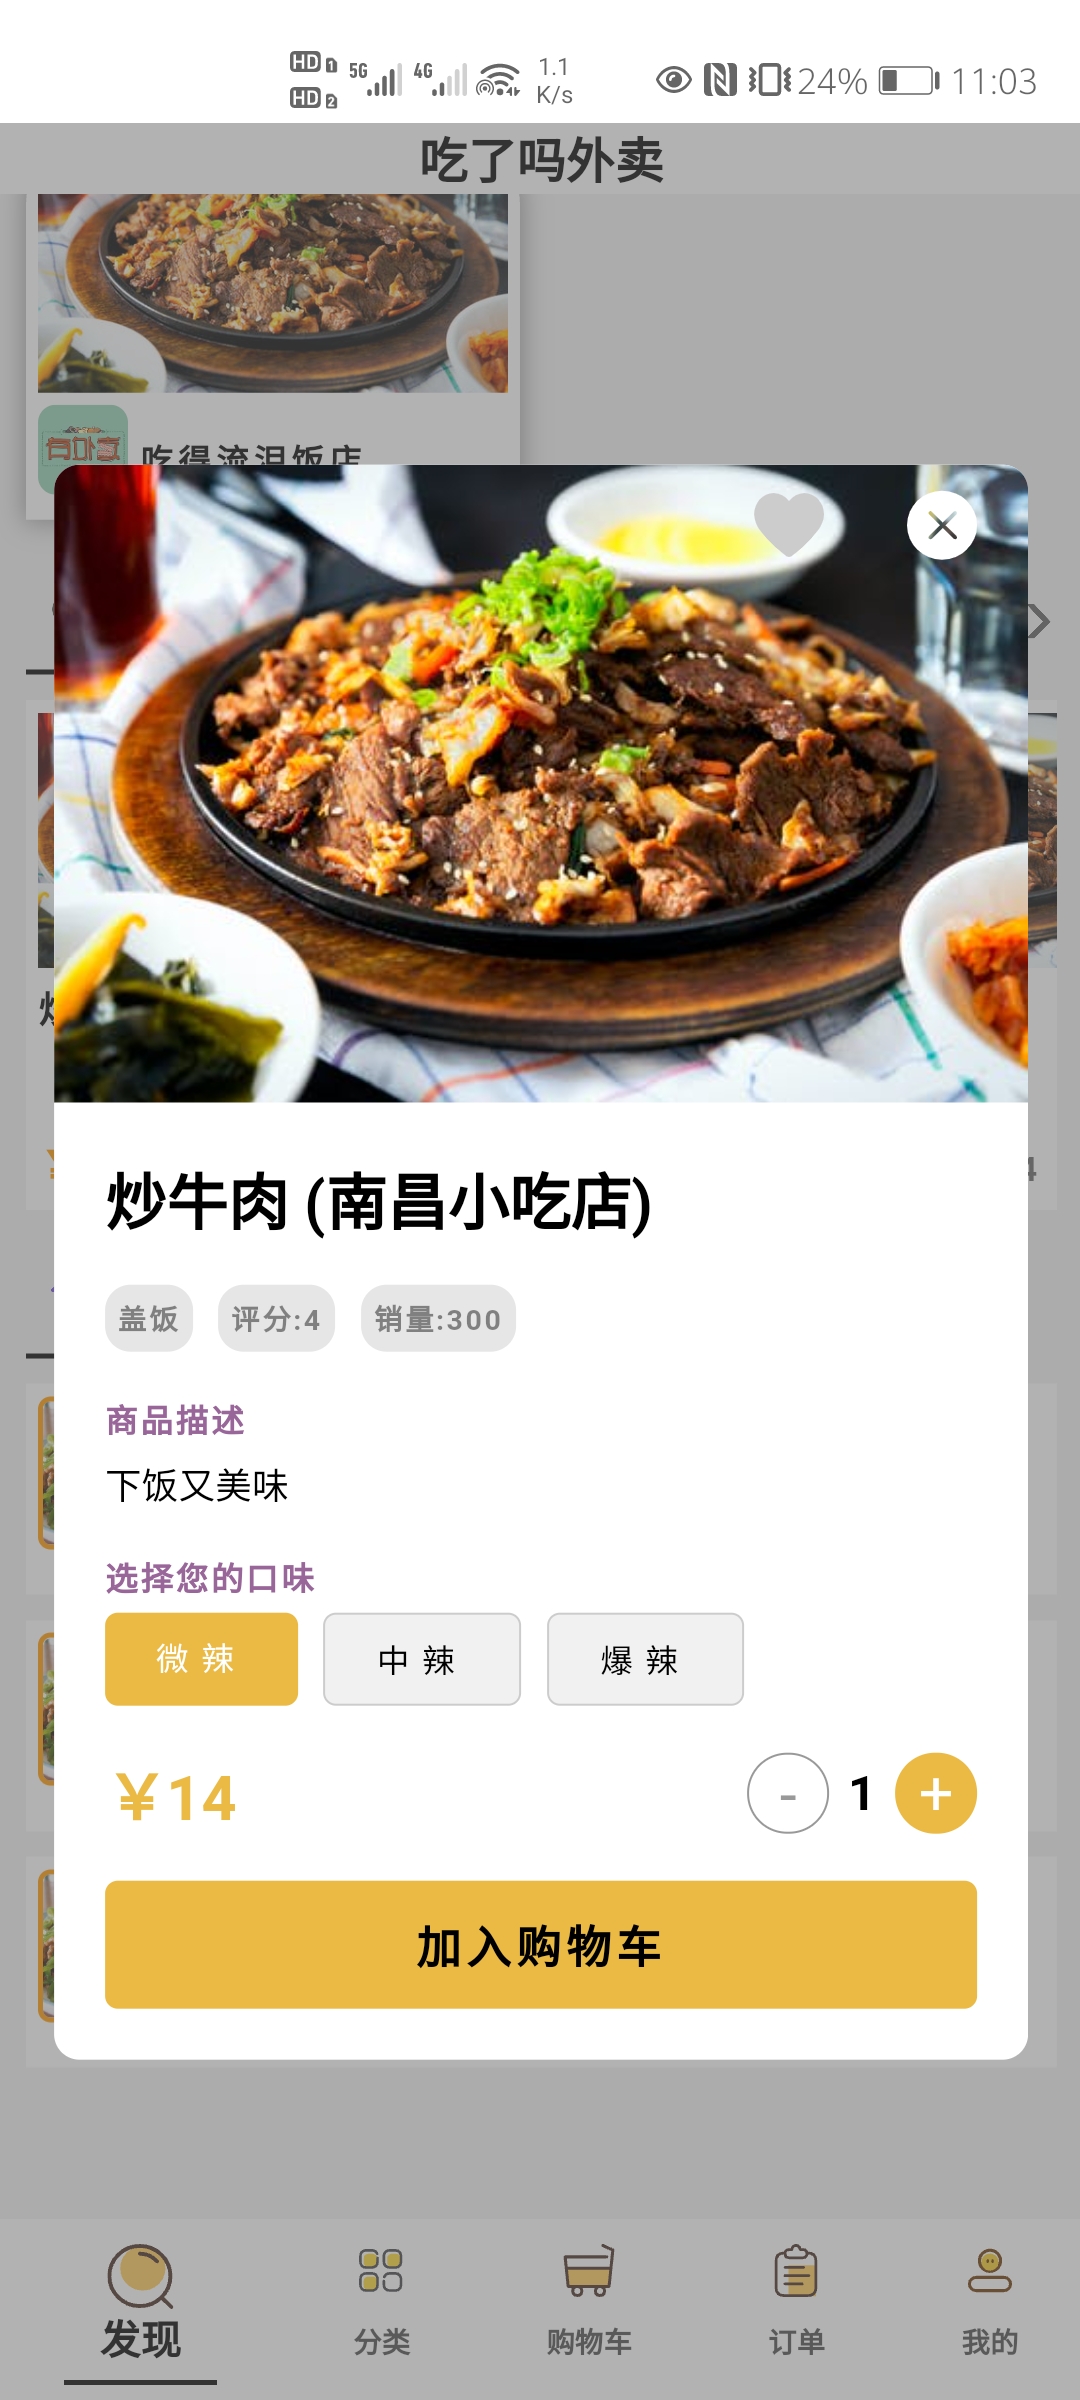 HD 1 5G 4G 1.1 24% 11:03
HD 2 K/s
吃了吗外卖
吃得流泪饭店
炒牛肉 (南昌小吃店)
盖饭 评分:4 销量:300
商品描述
下饭又美味
选择您的口味
微辣 中辣 爆辣
¥14 - 1 +
加入购物车
发现 分类 购物车 订单 我的